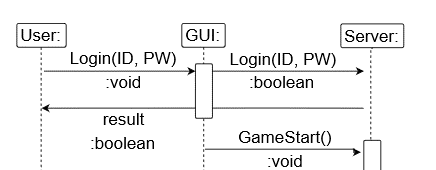 User:
GUI:
Server:
Login(ID, PW)
Login(ID, PW)
:void
:boolean
result
:boolean
GameStart()
:void